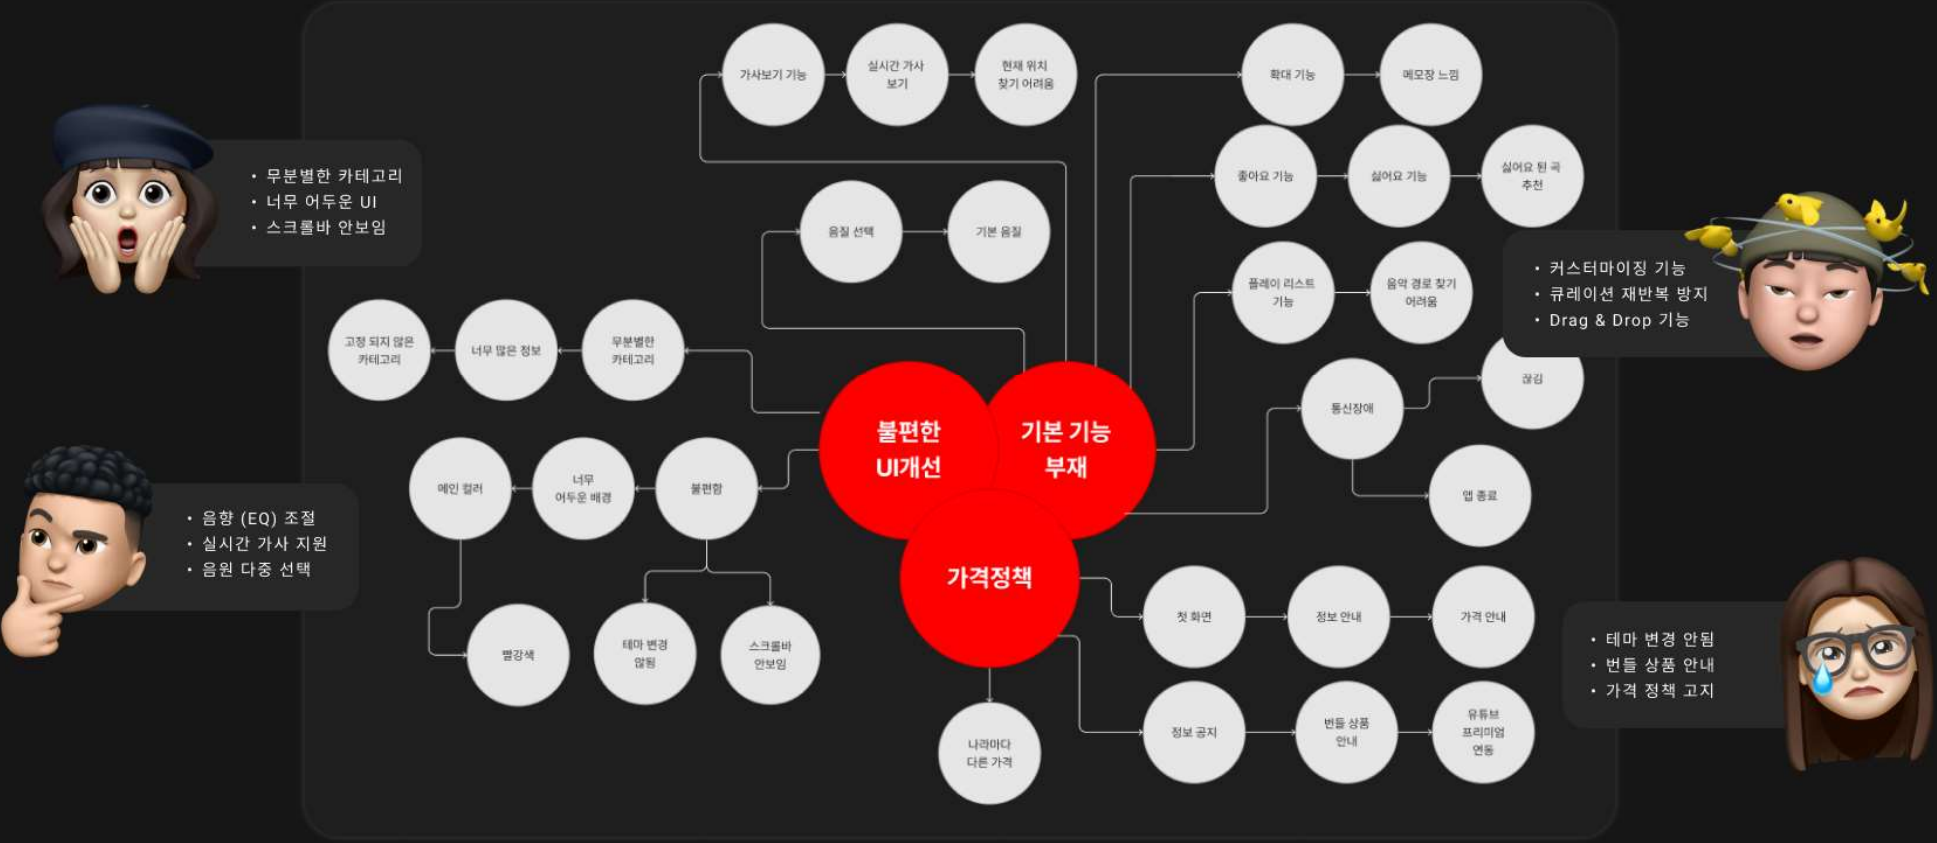 가사보기 기능
실시간 가사
보기
현재 위치
찾기 어려움
확대 기능
메모장 느낌
• 무분별한 카테고리
• 너무 어두운 UI
• 스크롤바 안보임
좋아요 기능
싫어요 기능
싫어요 된 곡
추천
음질 선택
기본 음질
• 커스터마이징 기능
• 큐레이션 재반복 방지
• Drag & Drop 기능
플레이 리스트
기능
음악 경로 찾기
어려움
고정 되지 않은
카테고리
너무 많은 정보
무분별한
카테고리
끊김
통신장애
불편한
UI개선
기본 기능
부재
메인 컬러
너무
어두운 배경
불편함
앱 종료
• 음향 (EQ) 조절
• 실시간 가사 지원
• 음원 다중 선택
가격정책
첫 화면
정보 안내
가격 안내
빨강색
테마 변경
않됨
스크롤바
안보임
• 테마 변경 안됨
• 번들 상품 안내
• 가격 정책 고지
나라마다
다른 가격
정보 공지
번들 상품
안내
유튜브
프리미엄
연동